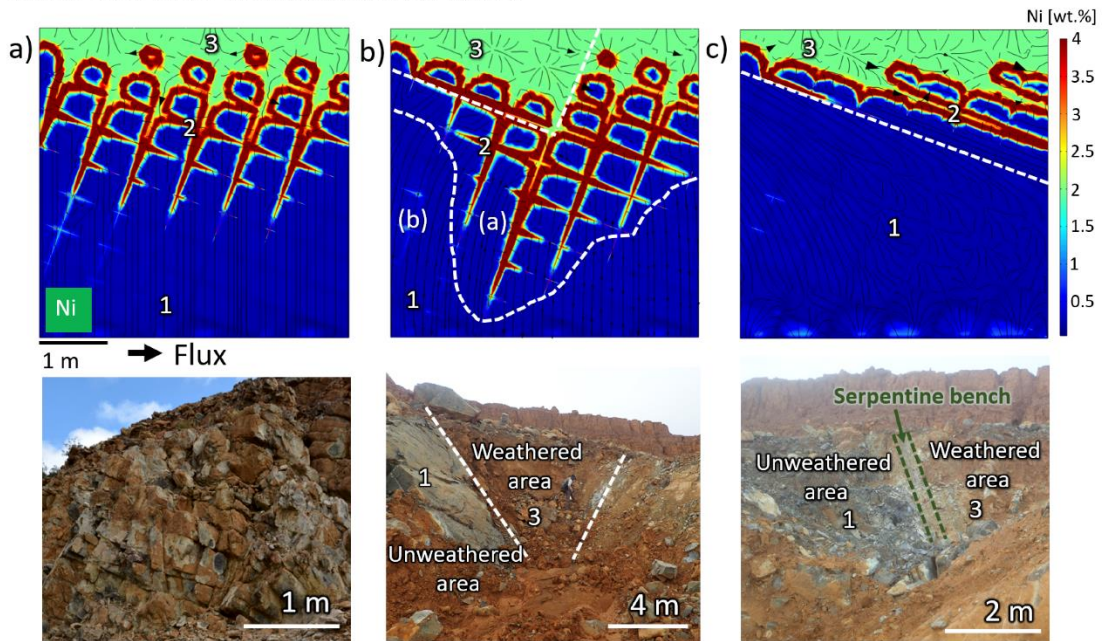 Ni [wt.%]
a)
3
2
1
Ni
1 m
Flux
b)
3
2
(b)
(a)
1
c)
3
2
1
4
3.5
3
2.5
2
1.5
1
0.5
1 m
Weathered
area
1
3
Unweathered
area
4 m
Serpentine bench
Unweathered
area
1
Weathered
area
3
2 m